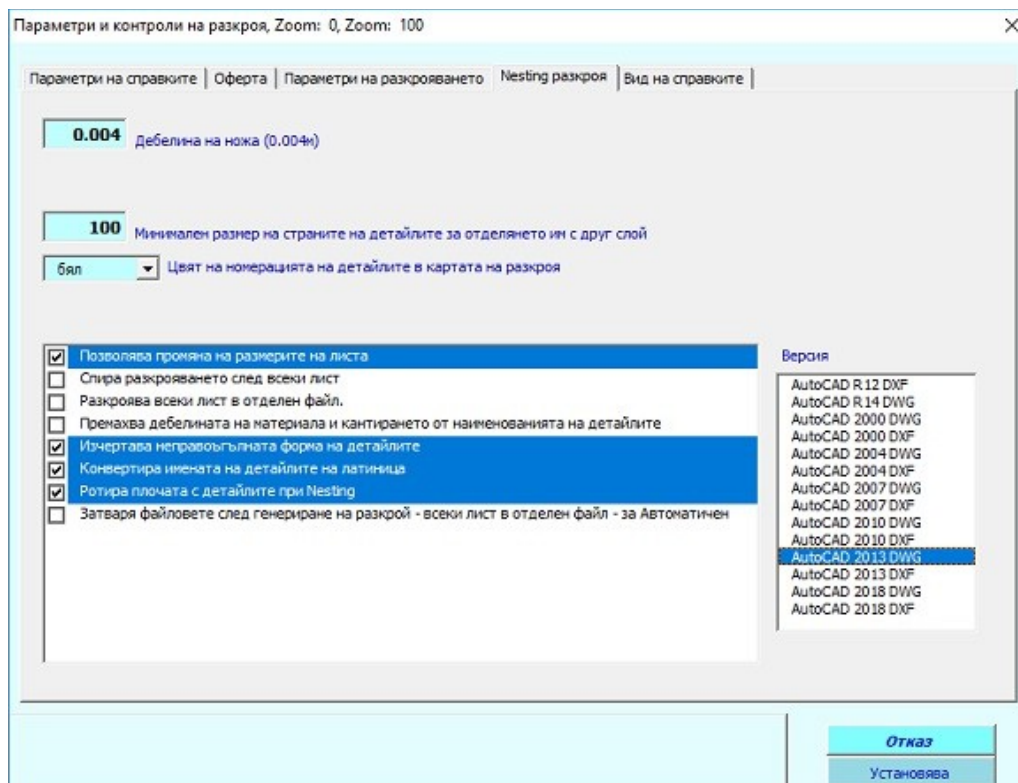 Параметри и контроли на разкроя, Zoom: 0, Zoom: 100
Параметри на справките
Оферта
Параметри на разкрояването
Nesting разкроя
Вид на справките
0.004 Дебелина на ножа (0.004м)
100 Минимален размер на страните на детайлите за отделянето им с друг слой
бял Цвят на номерацията на детайлите в картата на разкроя
Позволява промяна на размерите на листа
Спира разкрояването след всеки лист
Разкроява всеки лист в отделен файл.
Премахва дебелината на материала и кантирането от наименованията на детайлите
Изчертава неправоъгълната форма на детайлите
Конвертира имената на детайлите на латиница
Ротира плочата с детайлите при Nesting
Затваря файловете след генериране на разкрой - всеки лист в отделен файл - за Автоматичен
Версия
AutoCAD R12 DXF
AutoCAD R14 DWG
AutoCAD 2000 DWG
AutoCAD 2000 DXF
AutoCAD 2004 DWG
AutoCAD 2004 DXF
AutoCAD 2007 DWG
AutoCAD 2007 DXF
AutoCAD 2010 DWG
AutoCAD 2010 DXF
AutoCAD 2013 DWG
AutoCAD 2013 DXF
AutoCAD 2018 DWG
AutoCAD 2018 DXF
Отказ
Установява